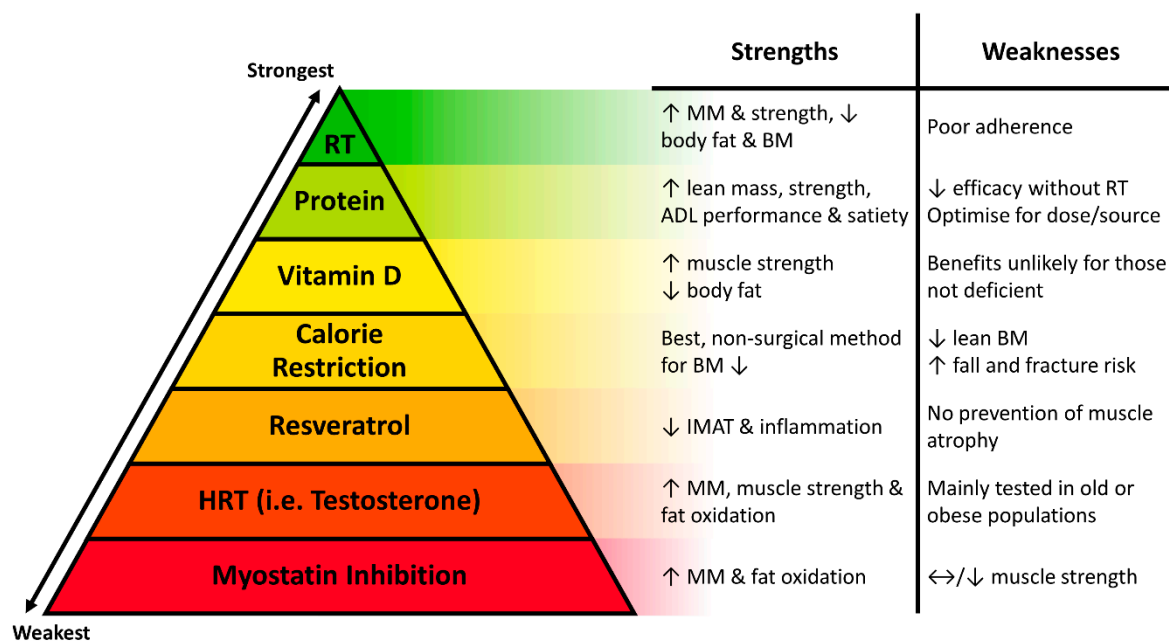 Strengths
Weaknesses
Strongest
RT
↑ MM & strength, ↓
body fat & BM
Poor adherence
Protein
↑ lean mass, strength,
ADL performance & satiety
↓ efficacy without RT
Optimise for dose/source
Vitamin D
↑ muscle strength
↓ body fat
Benefits unlikely for those
not deficient
Calorie
Restriction
Best, non-surgical method
for BM ↓
↓ lean BM
↑ fall and fracture risk
Resveratrol
↓ IMAT & inflammation
No prevention of muscle
atrophy
HRT (i.e. Testosterone)
↑ MM, muscle strength &
fat oxidation
Mainly tested in old or
obese populations
Myostatin Inhibition
↑ MM & fat oxidation
↔/↓ muscle strength
Weakest